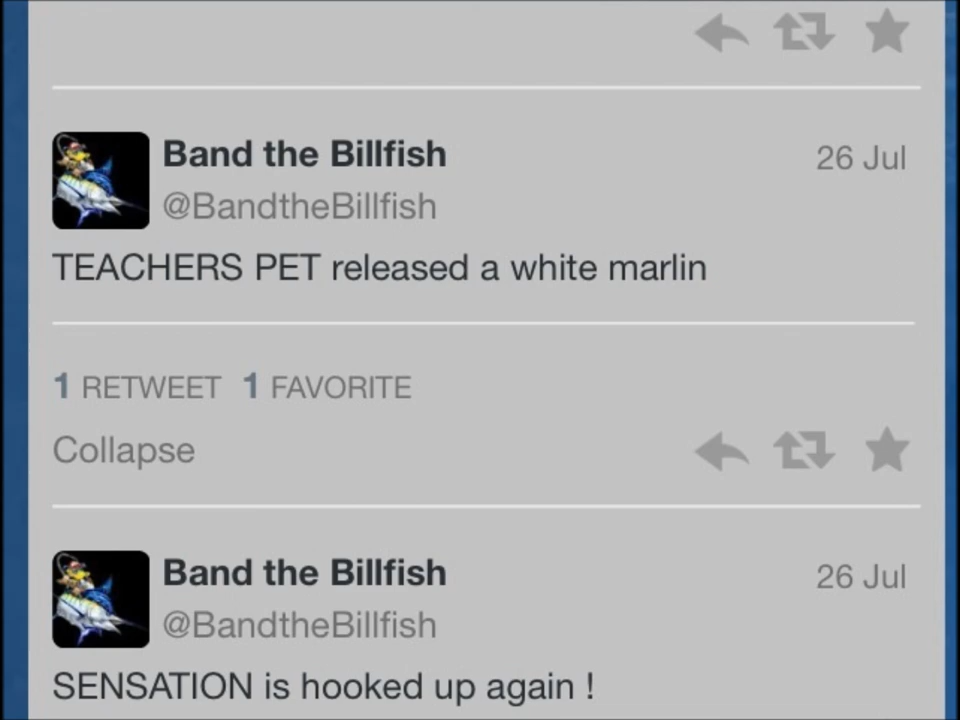 Band the Billfish
26 Jul
@BandtheBillfish
TEACHERS PET released a white marlin
1 RETWEET 1 FAVORITE
Collapse
Band the Billfish
26 Jul
@BandtheBillfish
SENSATION is hooked up again !